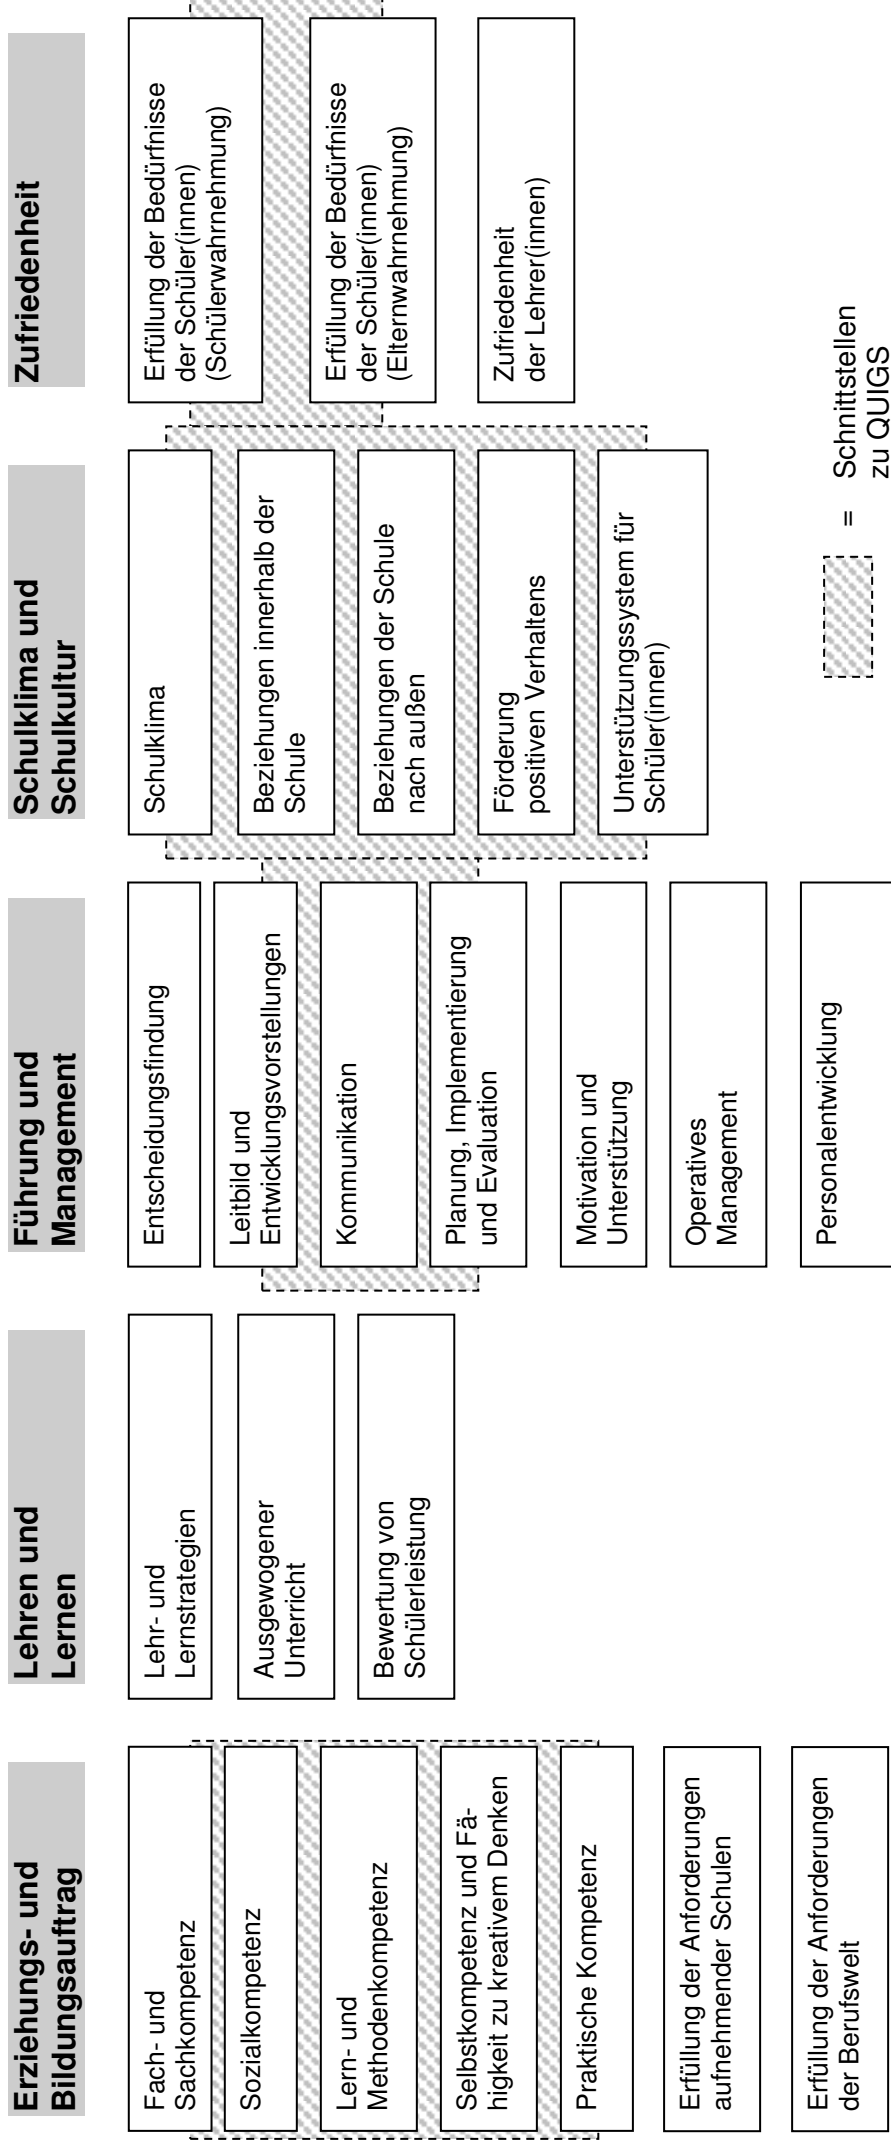 Erziehungs- und
Bildungsauftrag
Fach- und
Sachkompetenz
Sozialkompetenz
Lern- und
Methodenkompetenz
Selbstkompetenz und Fä-
higkeit zu kreativem Denken
Praktische Kompetenz
Erfüllung der Anforderungen
aufnehmender Schulen
Erfüllung der Anforderungen
der Berufswelt
Lehren und
Lernen
Lehr- und
Lernstrategien
Ausgewogener
Unterricht
Bewertung von
Schülerleistung
Führung und
Management
Entscheidungsfindung
Leitbild und
Entwicklungsvorstellungen
Kommunikation
Planung, Implementierung
und Evaluation
Motivation und
Unterstützung
Operatives
Management
Personalentwicklung
Schulklima und
Schulkultur
Schulklima
Beziehungen innerhalb der
Schule
Beziehungen der Schule
nach außen
Förderung
positiven Verhaltens
Unterstützungssystem für
Schüler(innen)
Zufriedenheit
Erfüllung der Bedürfnisse
der Schüler(innen)
(Schülerwahrnehmung)
Erfüllung der Bedürfnisse
der Schüler(innen)
(Elternwahrnehmung)
Zufriedenheit
der Lehrer(innen)
= Schnittstellen
zu QUIGS